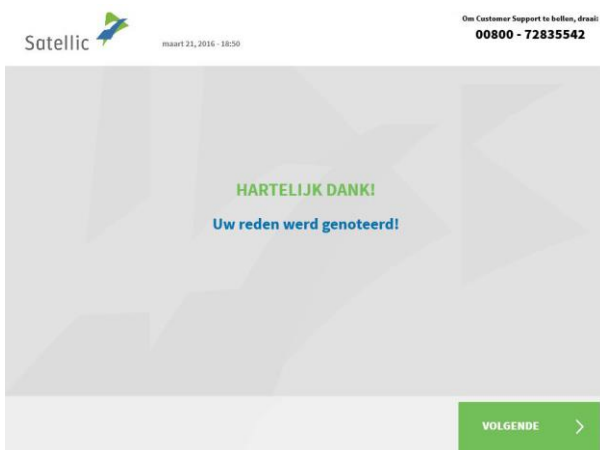 Om Customer Support te bellen, draai:
00800 - 72835542
Satellic
maart 21, 2016 - 18:50
HARTELIJK DANK!
Uw reden werd genoteerd!
VOLGENDE